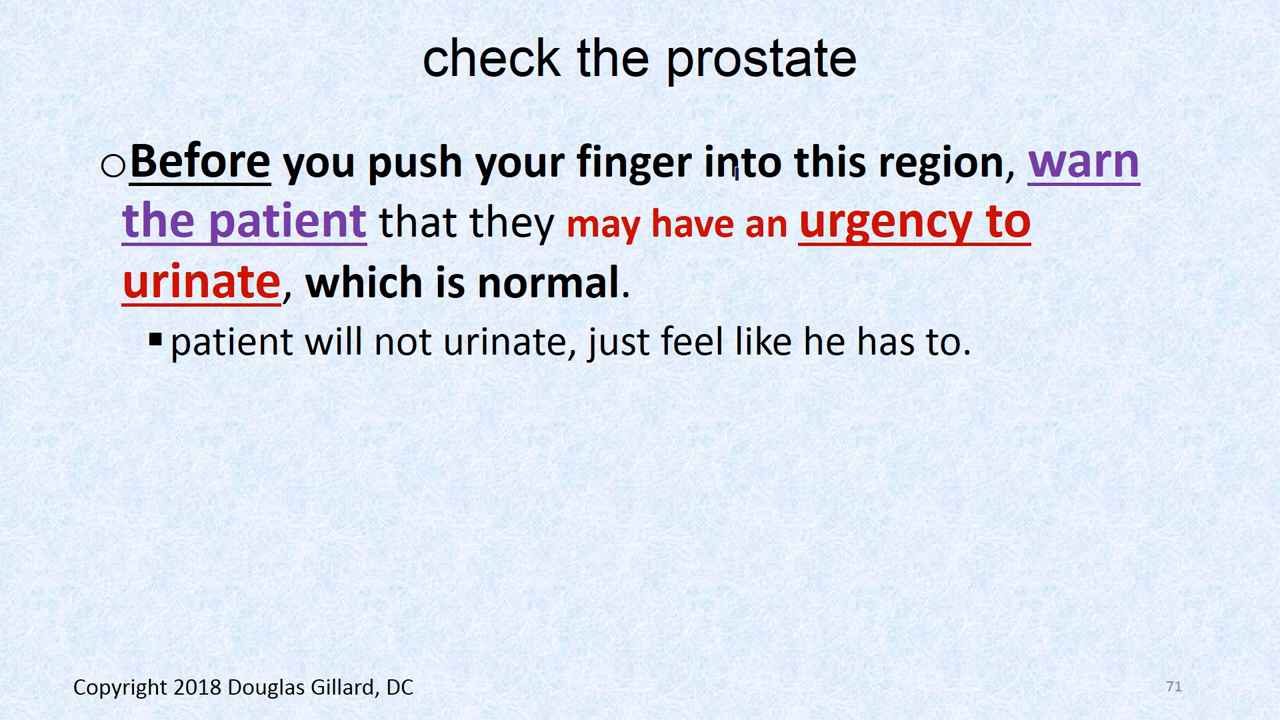 check the prostate
○Before you push your finger into this region, warn
the patient that they may have an urgency to
urinate, which is normal.
▪patient will not urinate, just feel like he has to.
Copyright 2018 Douglas Gillard, DC
71